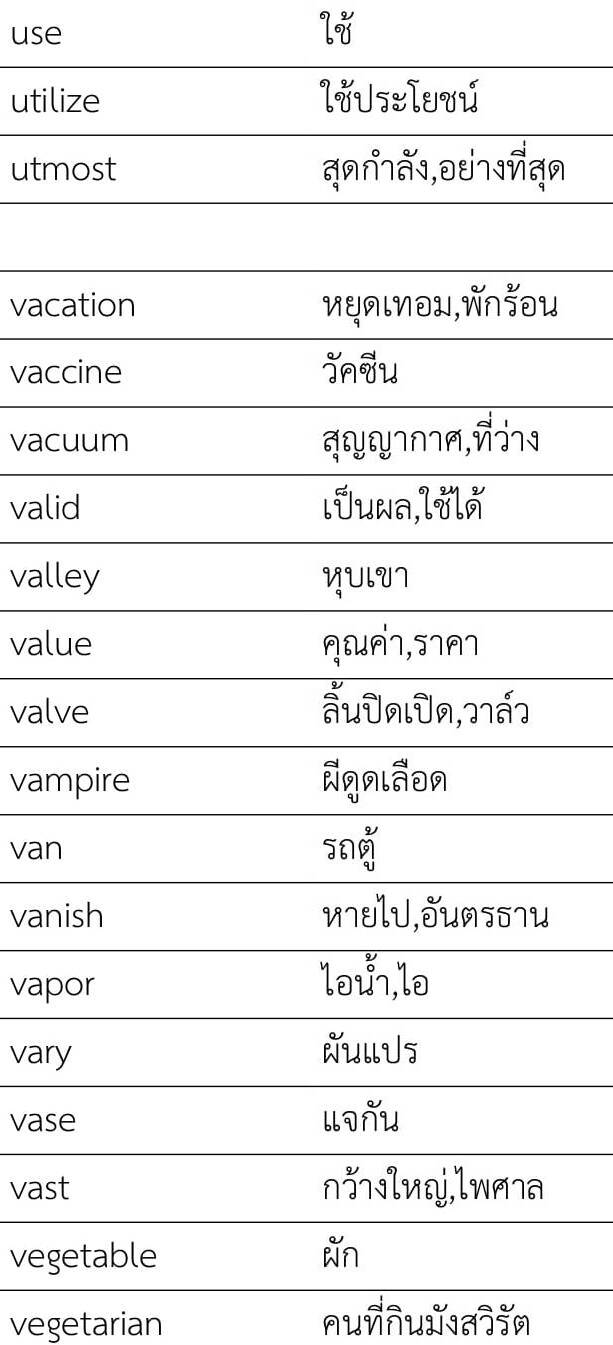 use ใช้
utilize ใช้ประโยชน์
utmost สุดกำลัง,อย่างที่สุด
vacation หยุดเทอม,พักร้อน
vaccine วัคซีน
vacuum สุญญากาศ,ที่ว่าง
valid เป็นผล,ใช้ได้
valley หุบเขา
value คุณค่า,ราคา
valve ลิ้นปิดเปิด,วาล์ว
vampire ผีดูดเลือด
van รถตู้
vanish หายไป,อันตรธาน
vapor ไอน้ำ,ไอ
vary ผันแปร
vase แจกัน
vast กว้างใหญ่,ไพศาล
vegetable ผัก
vegetarian คนที่กินมังสวิรัต